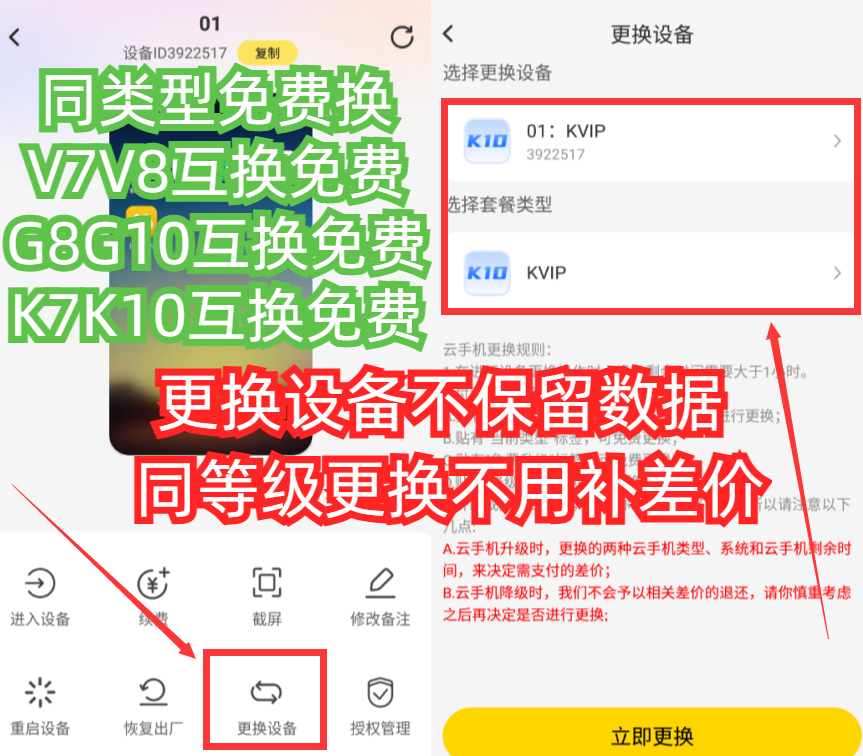 01
设备ID3922517 复制
同类型免费换
V7V8互换免费
G8G10互换免费
K7K10互换免费
更换设备不保留数据
同等级更换不用补差价
进入设备 续费 截屏 修改备注
重启设备 恢复出厂 更换设备 授权管理
更换设备
选择更换设备
K10 01：KVIP
3922517
选择套餐类型
K10 KVIP
云手机更换规则：
需要大于1小时。
进行更换；
B.贴有"当前类型"标签，可免费更换；
所以请注意以下
几点：
A.云手机升级时，更换的两种云手机类型、系统和云手机剩余时
间，来决定需支付的差价；
B.云手机降级时，我们不会予以相关差价的退还，请你慎重考虑
之后再决定是否进行更换;
立即更换